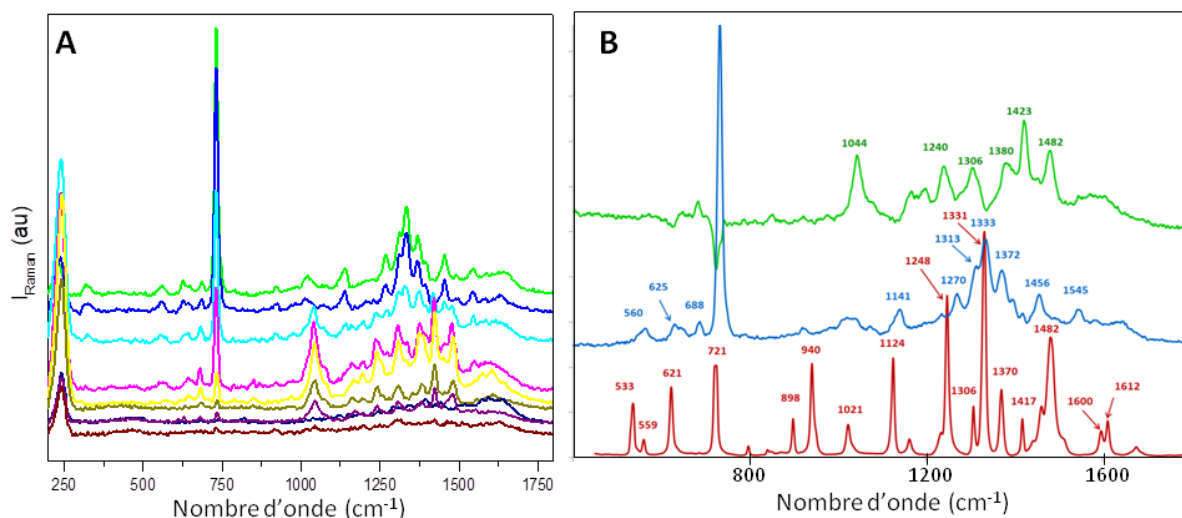 A
I Raman (au)
250 500 750 1000 1250 1500 1750
Nombre d’onde (cm-1)
B
1044 1240 1306 1380 1423 1482
560 625 688 1141 1270 1313 1333 1372 1456 1545
533 559 621 721 898 940 1021 1124 1248 1306 1331 1370 1417 1482 1600 1612
800 1200 1600
Nombre d’onde (cm-1)